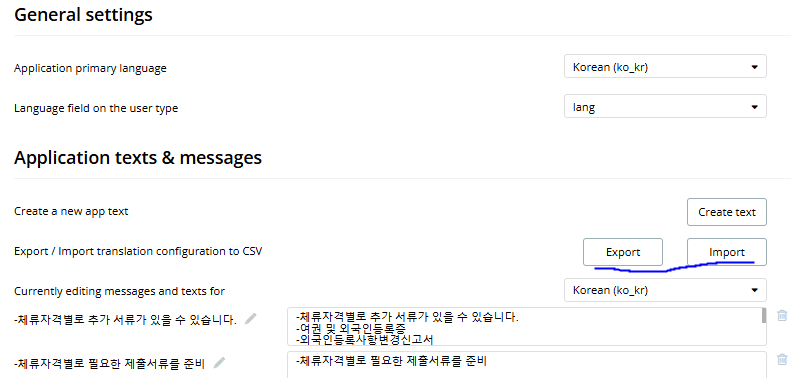 General settings
Application primary language
Korean (ko_kr)
Language field on the user type
lang
Application texts & messages
Create a new app text
Create text
Export / Import translation configuration to CSV
Export
Import
Currently editing messages and texts for
Korean (ko_kr)
-체류자격별로 추가 서류가 있을 수 있습니다.
-체류자격별로 추가 서류가 있을 수 있습니다.
-여권 및 외국인등록증
-외국인등록사항변경신고서
-체류자격별로 필요한 제출서류를 준비
-체류자격별로 필요한 제출서류를 준비